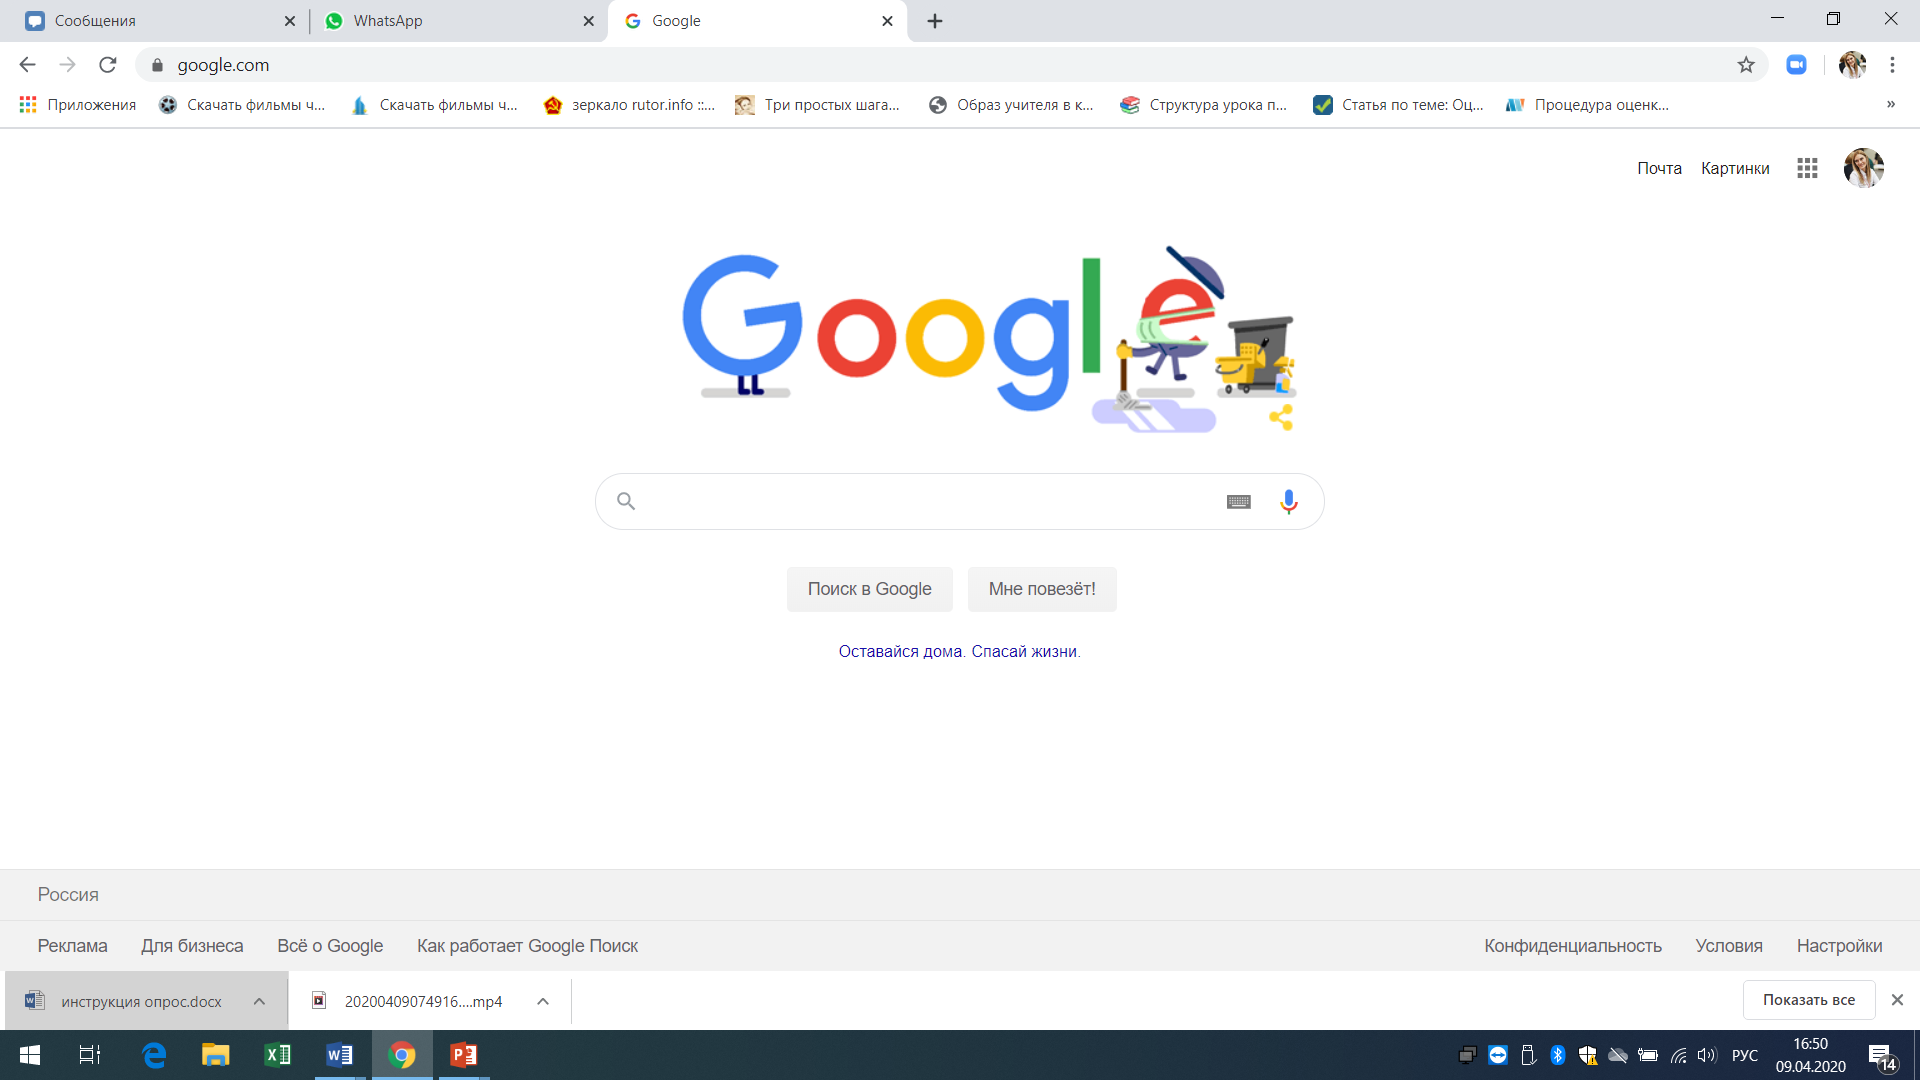 Сообщения
WhatsApp
Google
google.com
Приложения
Скачать фильмы ч...
Скачать фильмы ч...
зеркало rutor.info ::...
Три простых шага...
Образ учителя в к...
Структура урока п...
Статья по теме: Оц...
Процедура оценк...
»
Почта
Картинки
Google
Поиск в Google
Мне повезёт!
Оставайся дома. Спасай жизни.
Россия
Реклама
Для бизнеса
Всё о Google
Как работает Google Поиск
Конфиденциальность
Условия
Настройки
инструкция опрос.docx
20200409074916....mp4
Показать все
РУС
16:50
09.04.2020
14